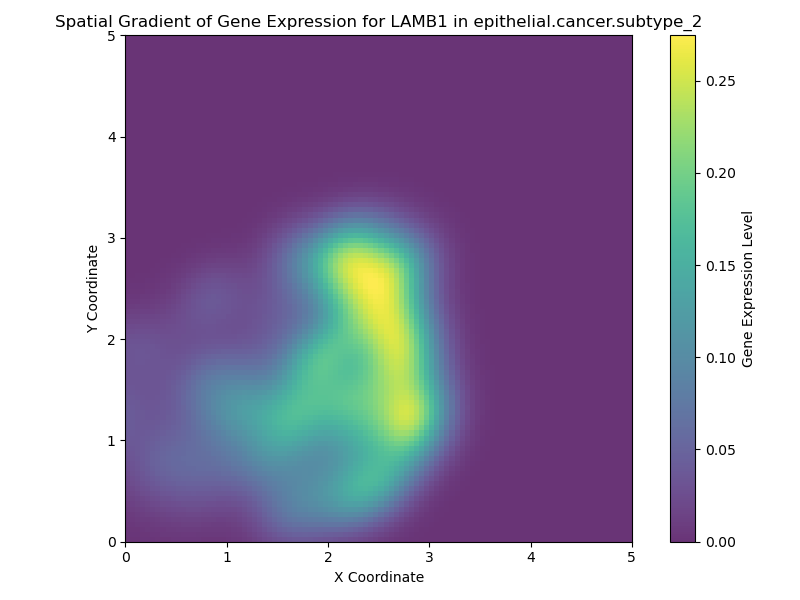 Spatial Gradient of Gene Expression for LAMB1 in epithelial.cancer.subtype_2
5
4
3
2
1
0
Y Coordinate
0 1 2 3 4 5
X Coordinate
0.25
0.20
0.15
0.10
0.05
0.00
Gene Expression Level